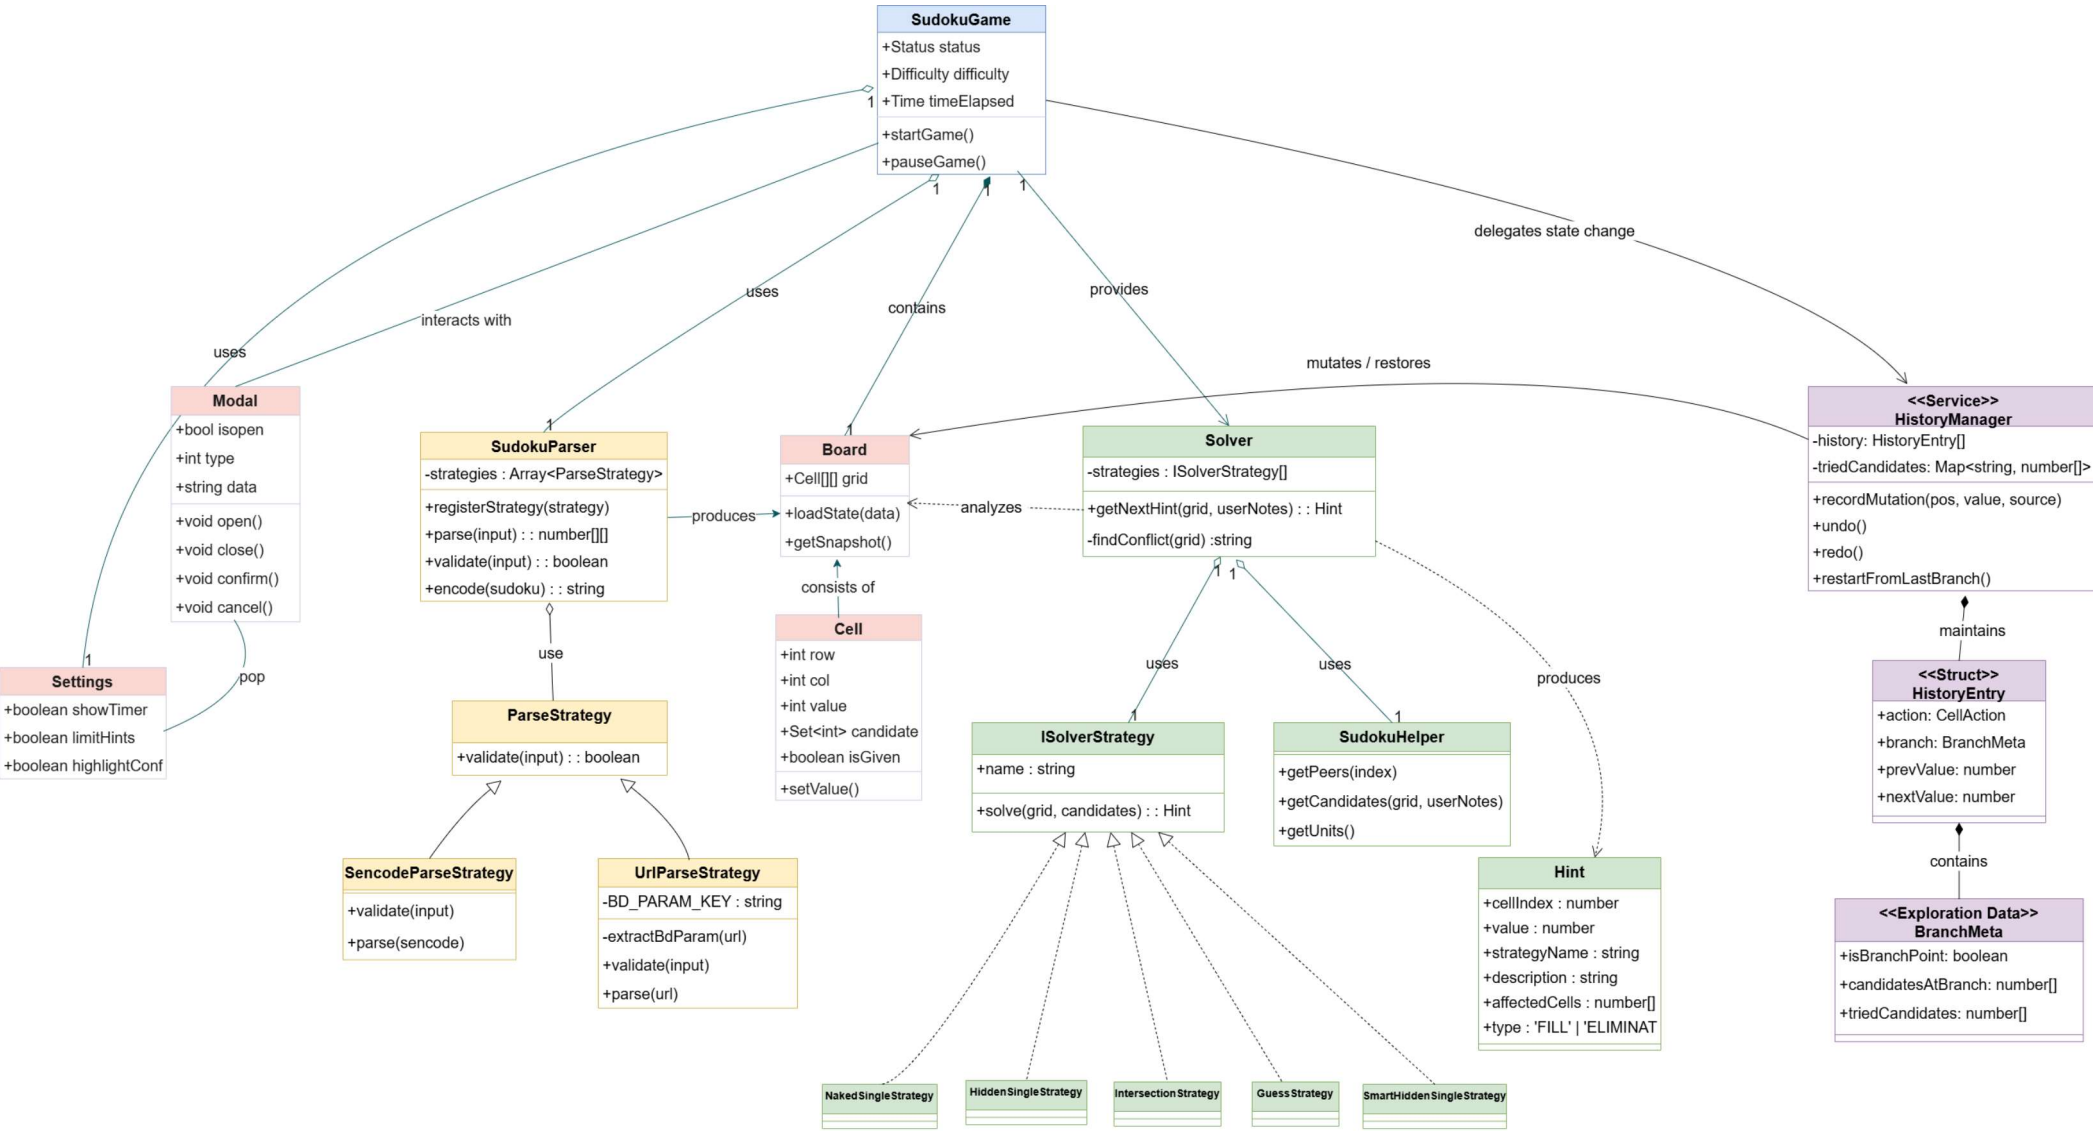 SudokuGame
+Status status
+Difficulty difficulty
+Time timeElapsed
+startGame()
+pauseGame()
1
1
1
1
delegates state change
uses
contains
provides
interacts with
uses
mutates / restores
Modal
+bool isopen
+int type
+string data
+void open()
+void close()
+void confirm()
+void cancel()
pop
1
Settings
+boolean showTimer
+boolean limitHints
+boolean highlightConf
1
SudokuParser
-strategies : Array<ParseStrategy>
+registerStrategy(strategy)
+parse(input) : : number[][]
+validate(input) : : boolean
+encode(sudoku) : : string
use
produces
ParseStrategy
+validate(input) : : boolean
SencodeParseStrategy
+validate(input)
+parse(sencode)
UrlParseStrategy
-BD_PARAM_KEY : string
-extractBdParam(url)
+validate(input)
+parse(url)
1
Board
+Cell[][] grid
+loadState(data)
+getSnapshot()
consists of
Cell
+int row
+int col
+int value
+Set<int> candidate
+boolean isGiven
+setValue()
analyzes
Solver
-strategies : ISolverStrategy[]
+getNextHint(grid, userNotes) : : Hint
-findConflict(grid) :string
1
1
uses
uses
produces
1
1
ISolverStrategy
+name : string
+solve(grid, candidates) : : Hint
SudokuHelper
+getPeers(index)
+getCandidates(grid, userNotes)
+getUnits()
Hint
+cellIndex : number
+value : number
+strategyName : string
+description : string
+affectedCells : number[]
+type : 'FILL' | 'ELIMINAT
NakedSingleStrategy
HiddenSingleStrategy
IntersectionStrategy
GuessStrategy
SmartHiddenSingleStrategy
<<Service>>
HistoryManager
-history: HistoryEntry[]
-triedCandidates: Map<string, number[]>
+recordMutation(pos, value, source)
+undo()
+redo()
+restartFromLastBranch()
maintains
<<Struct>>
HistoryEntry
+action: CellAction
+branch: BranchMeta
+prevValue: number
+nextValue: number
contains
<<Exploration Data>>
BranchMeta
+isBranchPoint: boolean
+candidatesAtBranch: number[]
+triedCandidates: number[]